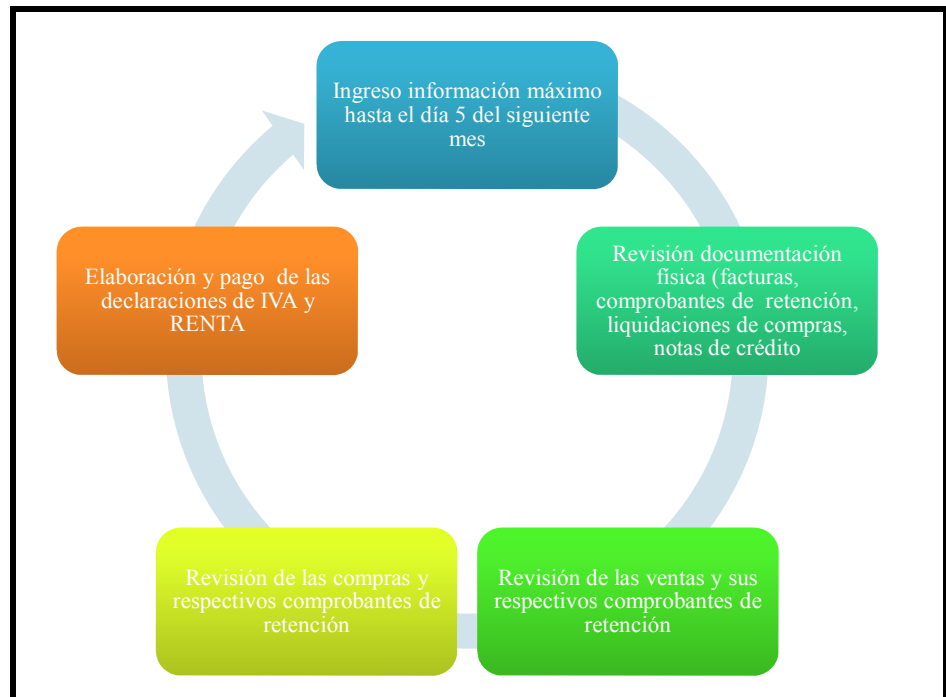 Ingreso información máximo
hasta el día 5 del siguiente
mes
Revisión documentación
física (facturas,
comprobantes de retención,
liquidaciones de compras,
notas de crédito
Revisión de las ventas y sus
respectivos comprobantes de
retención
Revisión de las compras y
respectivos comprobantes de
retención
Elaboración y pago de las
declaraciones de IVA y
RENTA